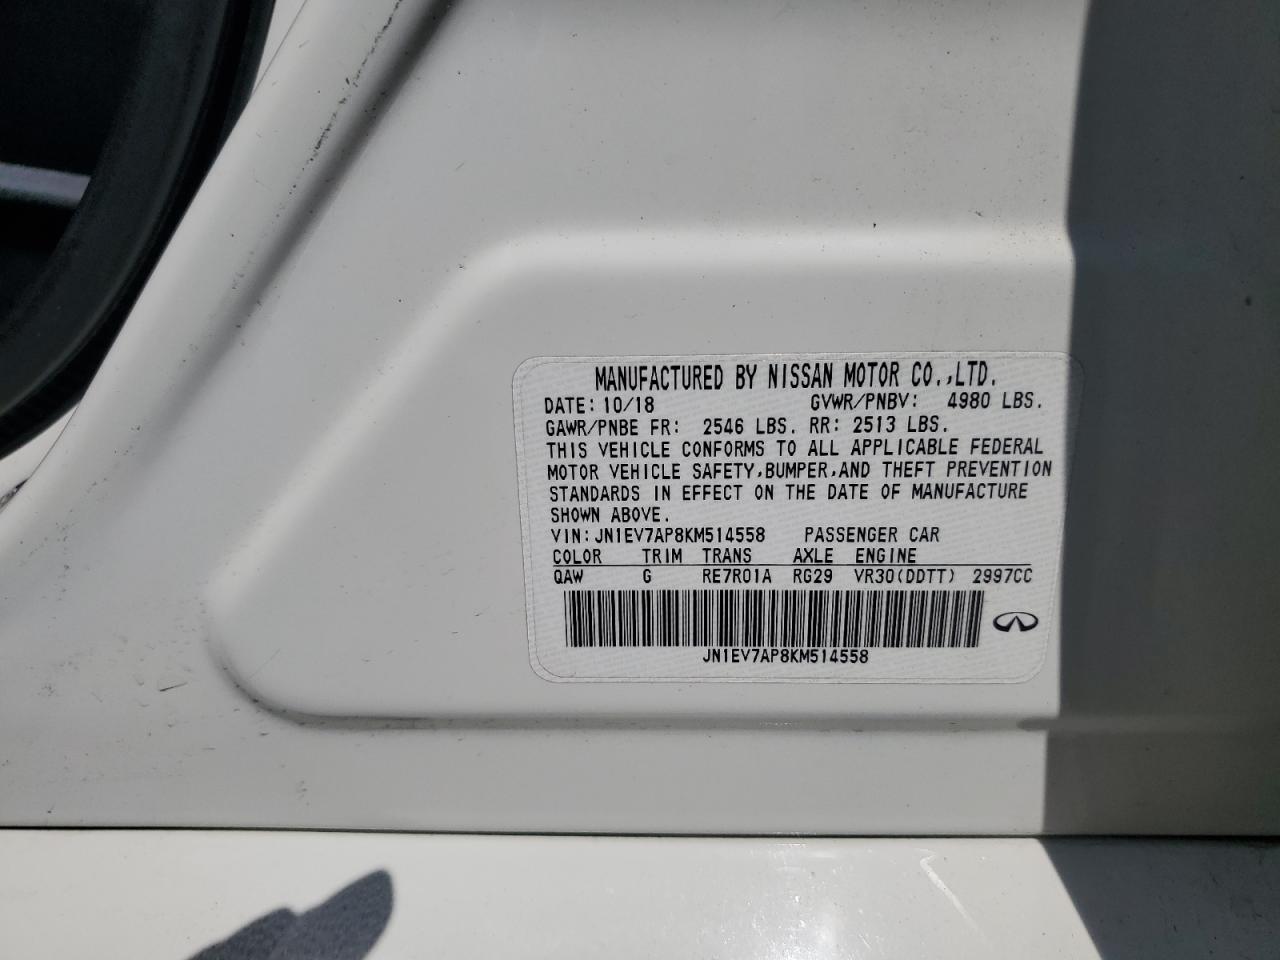 MANUFACTURED BY NISSAN MOTOR CO.,LTD.
DATE: 10/18 GVWR/PNBV: 4980 LBS.
GAWR/PNBE FR: 2546 LBS. RR: 2513 LBS.
THIS VEHICLE CONFORMS TO ALL APPLICABLE FEDERAL
MOTOR VEHICLE SAFETY,BUMPER,AND THEFT PREVENTION
STANDARDS IN EFFECT ON THE DATE OF MANUFACTURE
SHOWN ABOVE.
VIN:JN1EV7AP8KM514558 PASSENGER CAR
COLOR TRIM TRANS AXLE ENGINE
QAW G RE7R01A RG29 VR30(DDTT) 2997CC
JN1EV7AP8KM514558